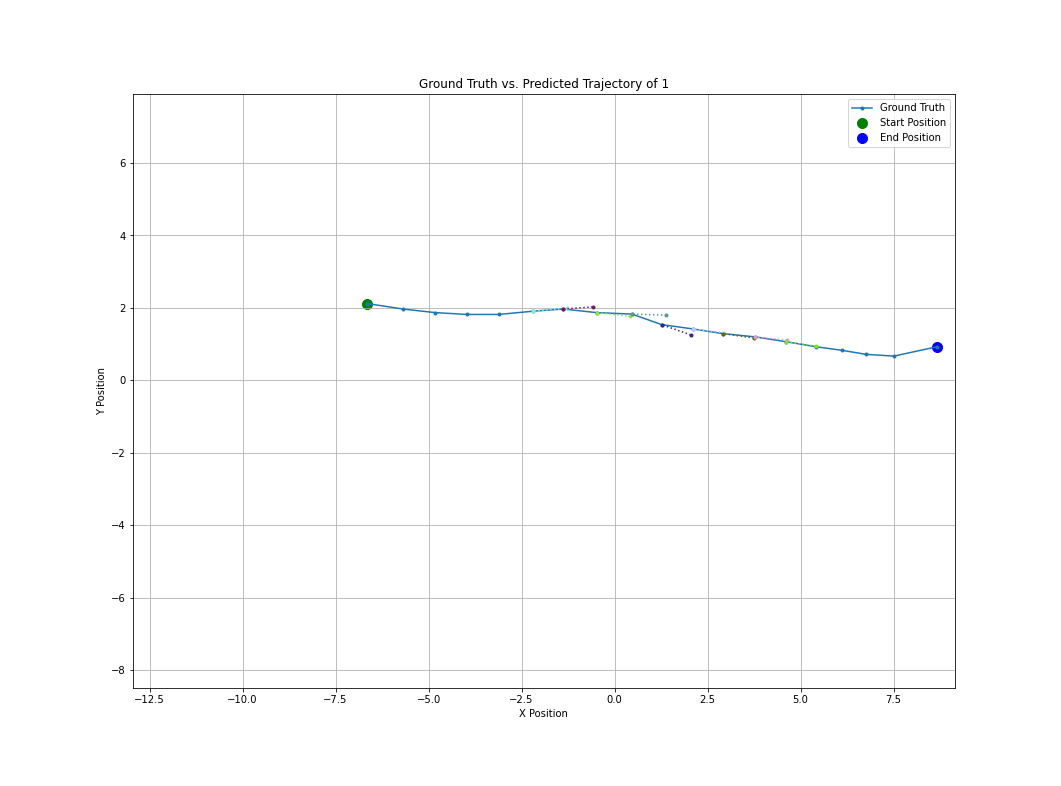 Ground Truth vs. Predicted Trajectory of 1
Ground Truth
Start Position
End Position
6
4
2
0
−2
−4
−6
−8
Y Position
−12.5 −10.0 −7.5 −5.0 −2.5 0.0 2.5 5.0 7.5
X Position